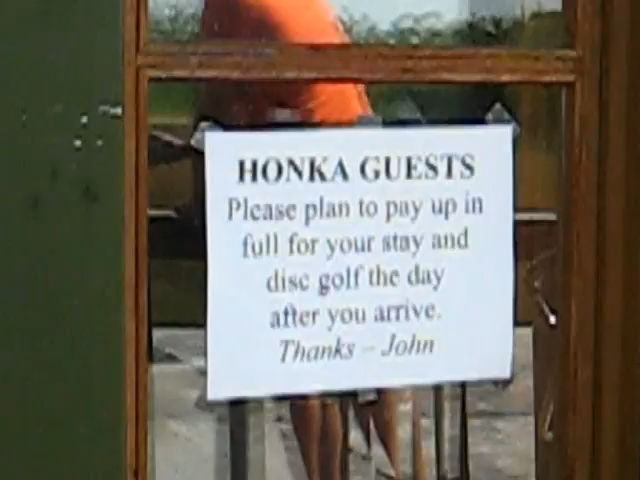 HONKA GUESTS
Please plan to pay up in
full for your stay and
disc golf the day
after you arrive.
Thanks – John